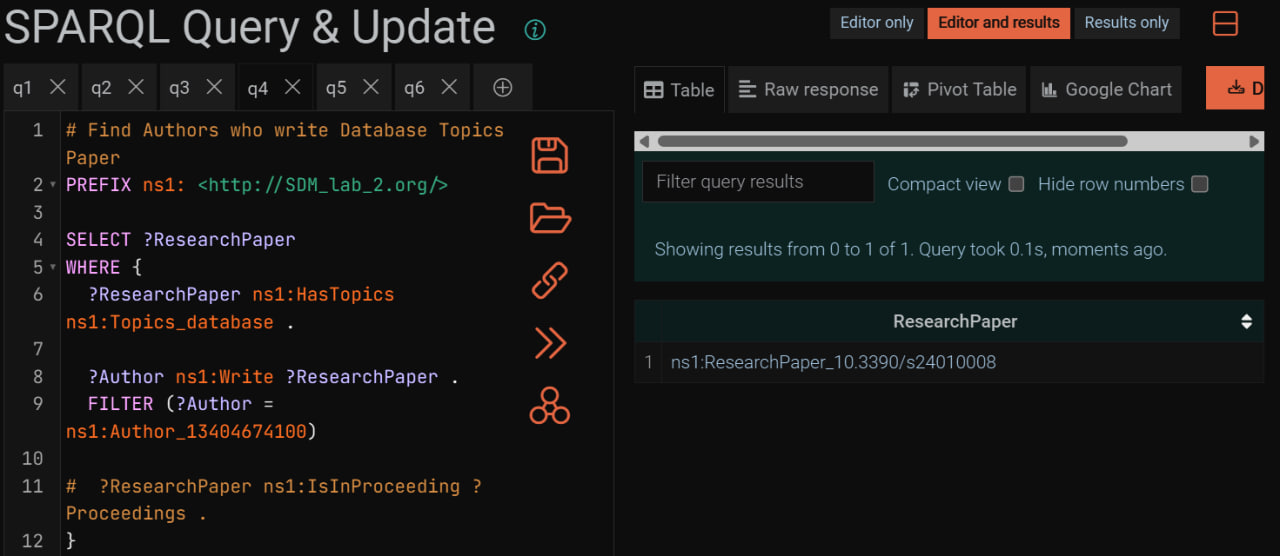 SPARQL Query & Update
Editor only
Editor and results
Results only
q1
q2
q3
q4
q5
q6
Table
Raw response
Pivot Table
Google Chart
D
1 # Find Authors who write Database Topics
Paper
2 PREFIX ns1: <http://SDM_lab_2.org/>
3
4 SELECT ?ResearchPaper
5 WHERE {
6 ?ResearchPaper ns1:HasTopics
ns1:Topics_database .
7
8 ?Author ns1:Write ?ResearchPaper .
9 FILTER (?Author =
ns1:Author_13404674100)
10
11 # ?ResearchPaper ns1:IsInProceeding ?
Proceedings .
12 }
Filter query results
Compact view
Hide row numbers
Showing results from 0 to 1 of 1. Query took 0.1s, moments ago.
ResearchPaper
1 ns1:ResearchPaper_10.3390/s24010008